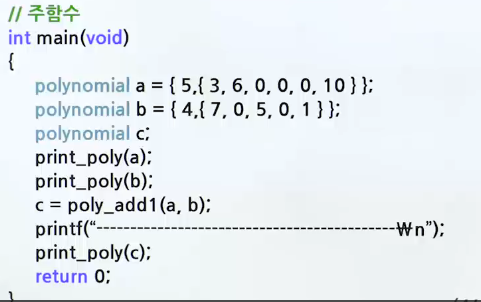 // 주함수
int main(void)
{
polynomial a = { 5,{ 3, 6, 0, 0, 0, 10 } };
polynomial b = { 4,{ 7, 0, 5, 0, 1 } };
polynomial c;
print_poly(a);
print_poly(b);
c = poly_add1(a, b);
printf(“---------------------------------------------₩n”);
print_poly(c);
return 0;
}